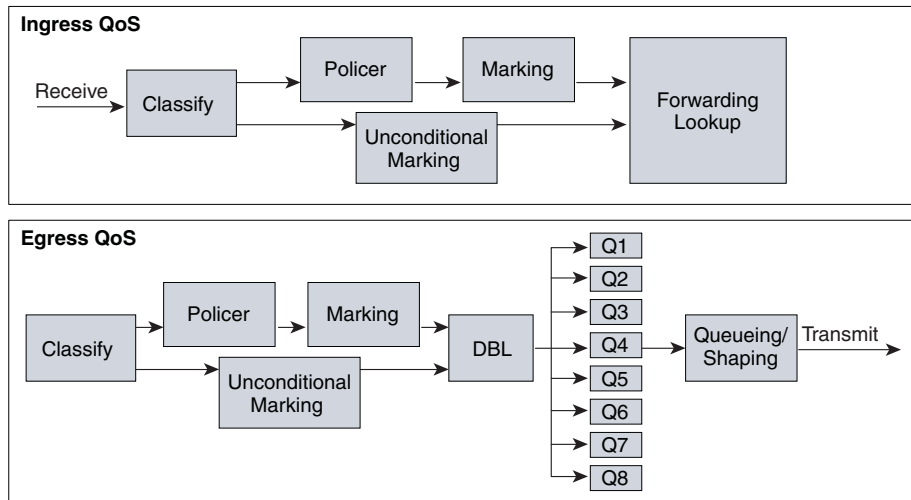 Ingress QoS
Receive
Classify
Policer
Marking
Unconditional
Marking
Forwarding
Lookup
Egress QoS
Classify
Policer
Marking
Unconditional
Marking
DBL
Q1
Q2
Q3
Q4
Q5
Q6
Q7
Q8
Queueing/
Shaping
Transmit